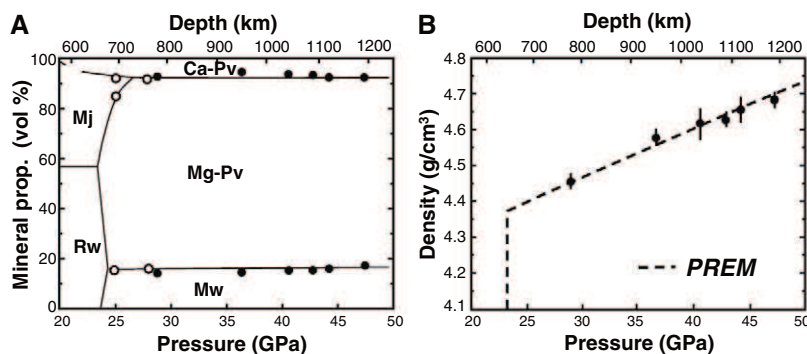 A
Depth (km)
600 700 800 900 1000 1100 1200
Mineral prop. (vol %)
100
80
60
40
20
0
Ca-Pv
Mj
Mg-Pv
Rw
Mw
20 25 30 35 40 45 50
Pressure (GPa)
B
Depth (km)
600 700 800 900 1000 1100 1200
Density (g/cm³)
4.8
4.7
4.6
4.5
4.4
4.3
4.2
4.1
PREM
20 25 30 35 40 45 50
Pressure (GPa)